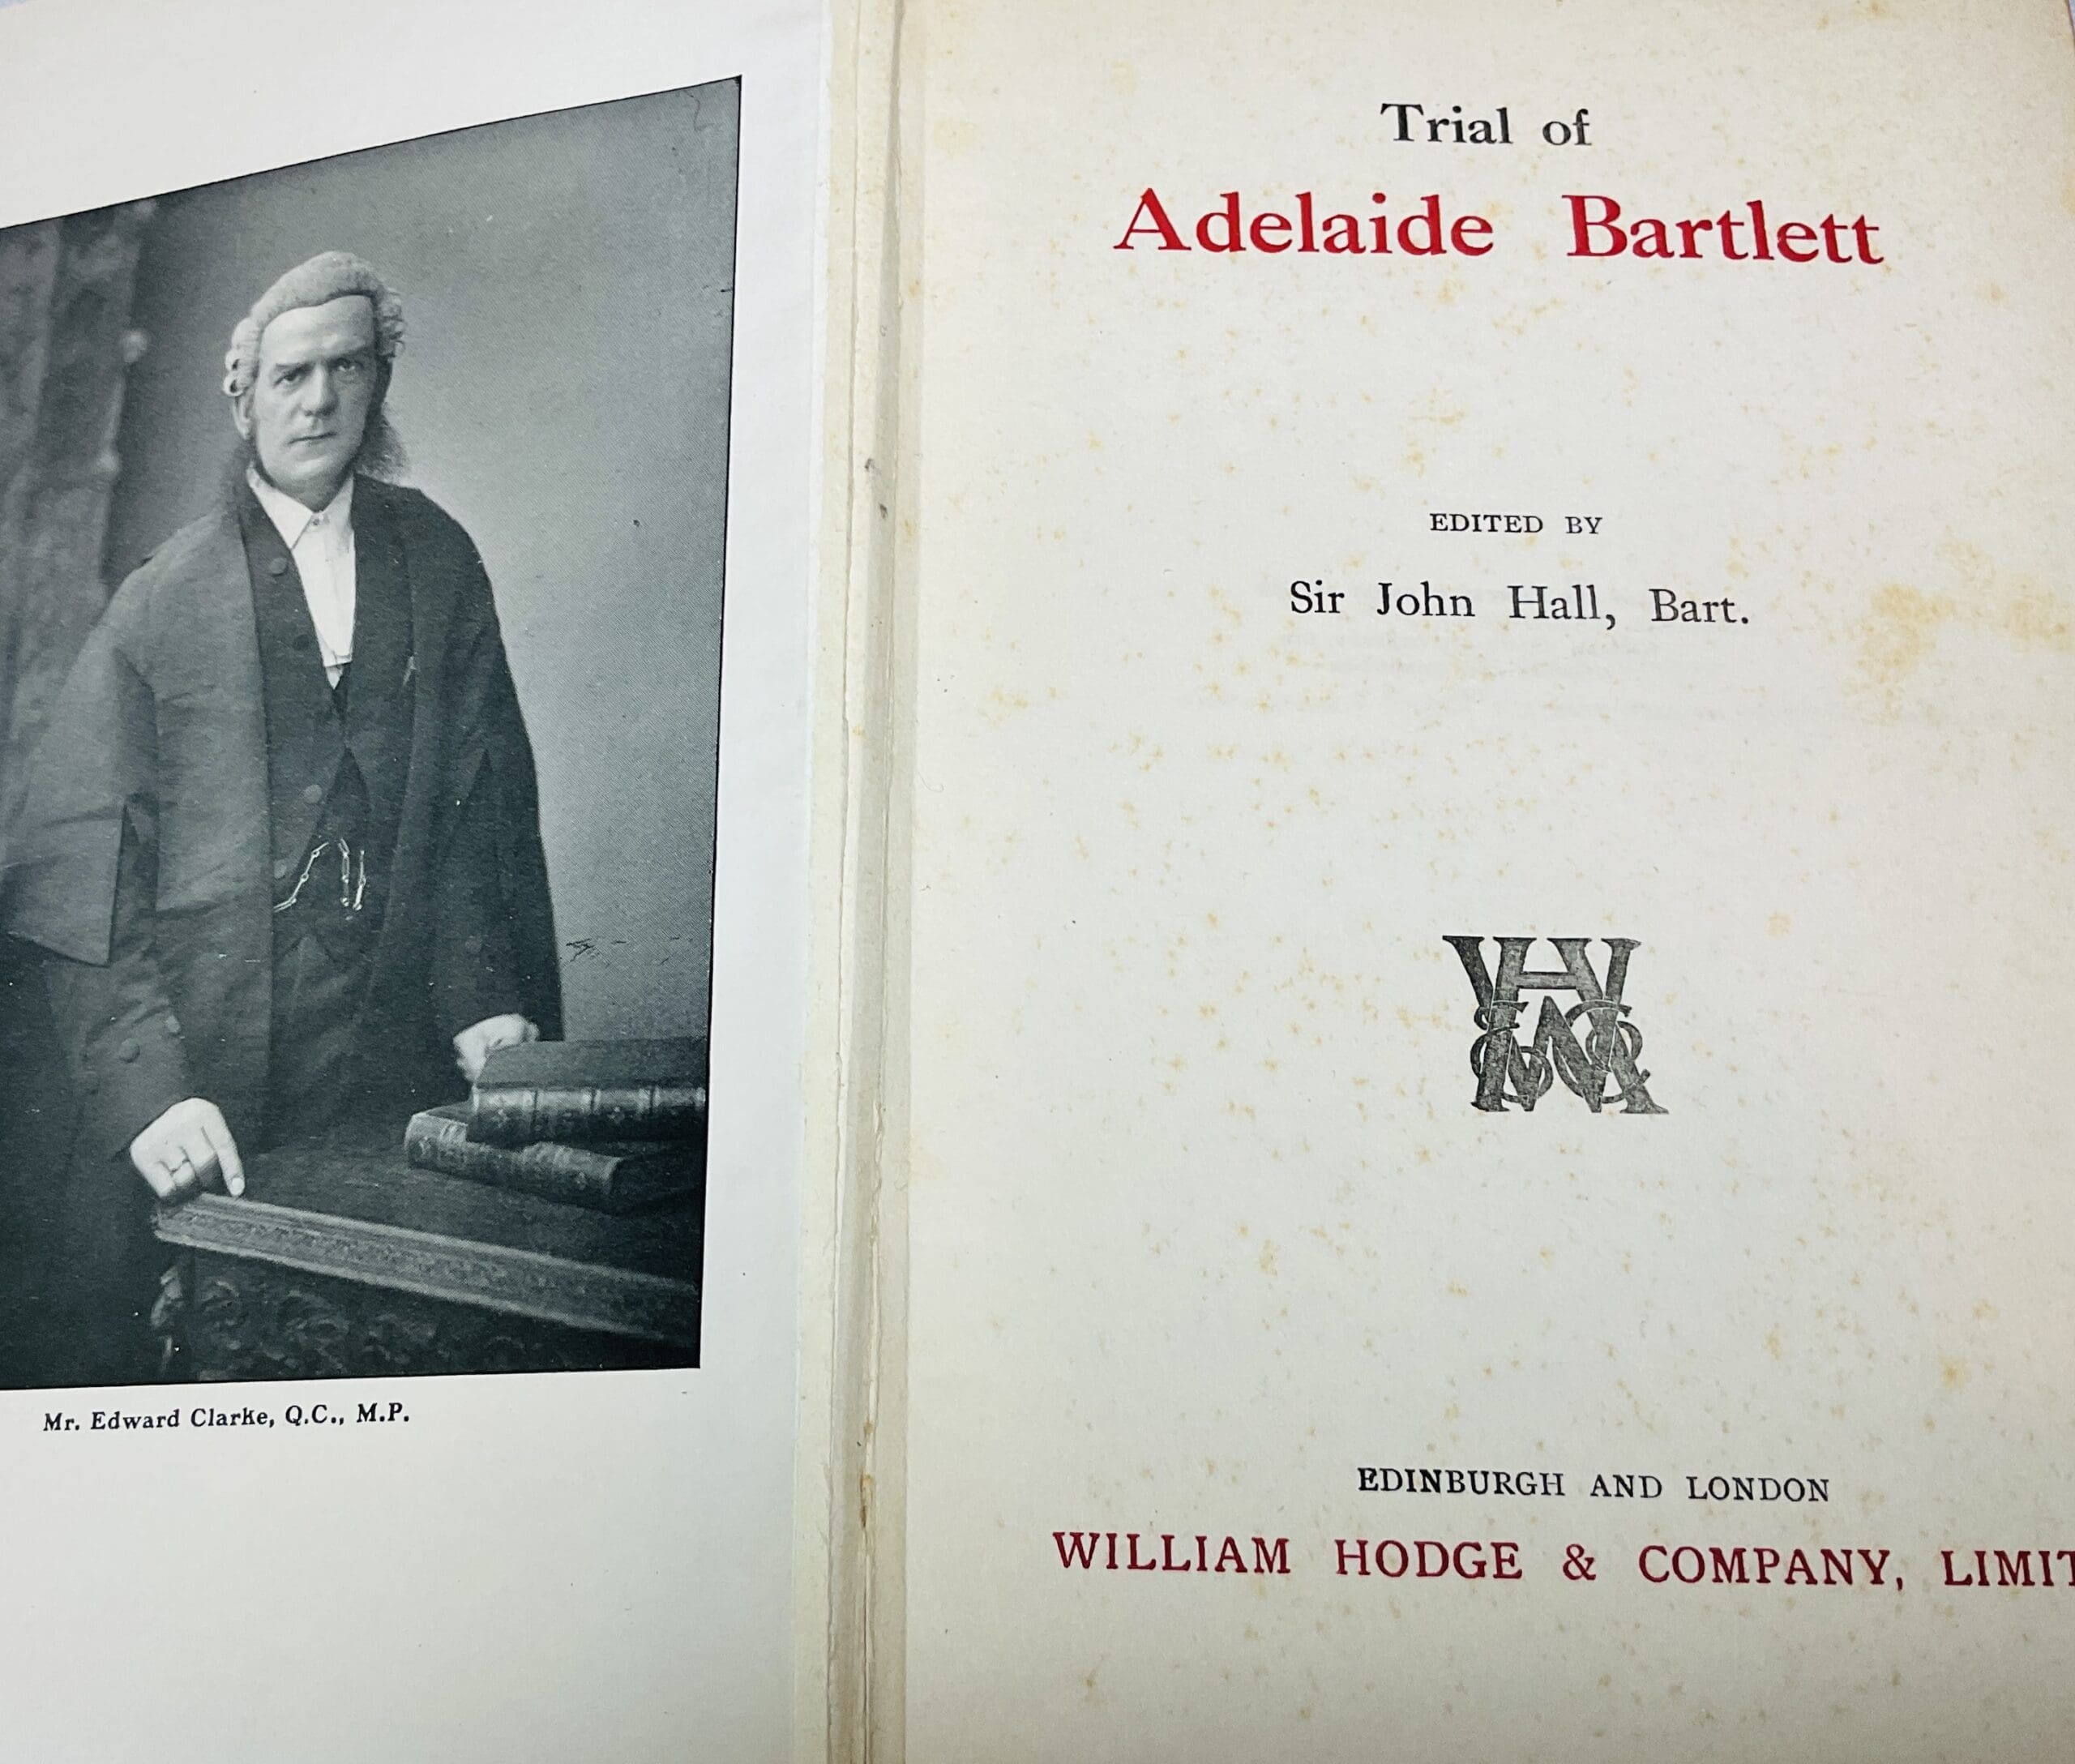 Mr. Edward Clarke, Q.C., M.P.
Trial of
Adelaide Bartlett
EDITED BY
Sir John Hall, Bart.
EDINBURGH AND LONDON
WILLIAM HODGE & COMPANY, LIMIT